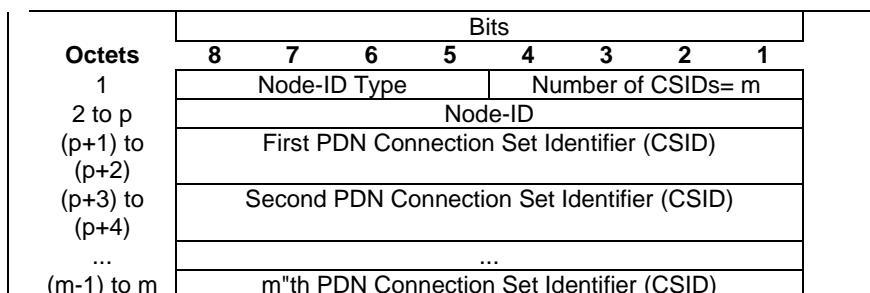 Bits
Octets 8 7 6 5 4 3 2 1
1 Node-ID Type Number of CSIDs= m
2 to p Node-ID
(p+1) to First PDN Connection Set Identifier (CSID)
(p+2)
(p+3) to Second PDN Connection Set Identifier (CSID)
(p+4)
... ...
(m-1) to m m"th PDN Connection Set Identifier (CSID)